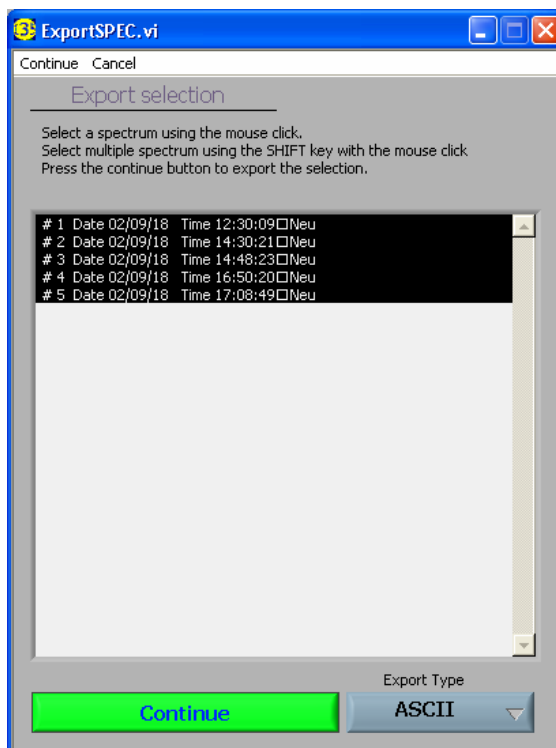 ExportSPEC.vi
Continue Cancel
Export selection
Select a spectrum using the mouse click.
Select multiple spectrum using the SHIFT key with the mouse click
Press the continue button to export the selection.
# 1 Date 02/09/18 Time 12:30:09□Neu
# 2 Date 02/09/18 Time 14:30:21□Neu
# 3 Date 02/09/18 Time 14:48:23□Neu
# 4 Date 02/09/18 Time 16:50:20□Neu
# 5 Date 02/09/18 Time 17:08:49□Neu
Export Type
Continue ASCII